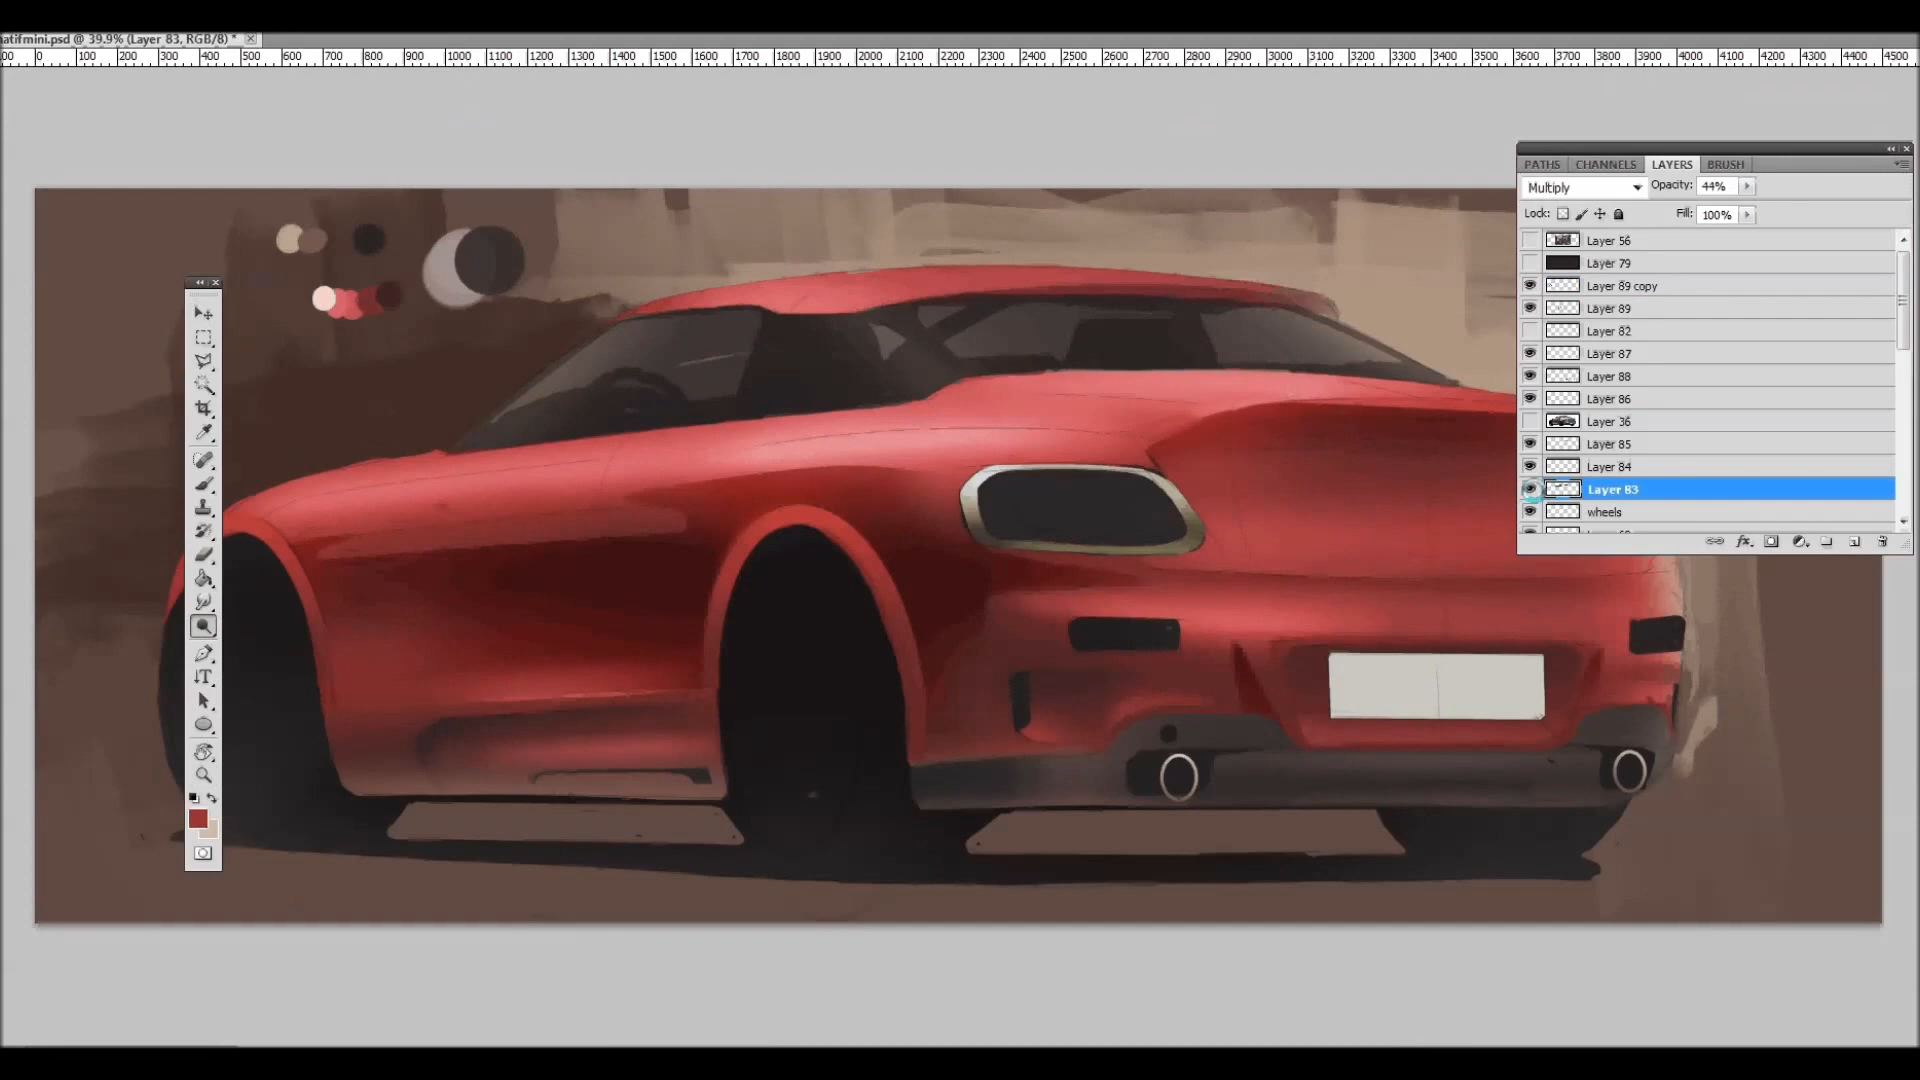 atifmini.psd @ 39.9% (Layer 83, RGB/8) *
00 0 100 200 300 400 500 600 700 800 900 1000 1100 1200 1300 1400 1500 1600 1700 1800 1900 2000 2100 2200 2300 2400 2500 2600 2700 2800 2900 3000 3100 3200 3300 3400 3500 3600 3700 3800 3900 4000 4100 4200 4300 4400 4500
PATHS CHANNELS LAYERS BRUSH
Multiply Opacity: 44%
Lock: Fill: 100%
Layer 56
Layer 79
Layer 89 copy
Layer 89
Layer 82
Layer 87
Layer 88
Layer 86
Layer 36
Layer 85
Layer 84
Layer 83
wheels
fx